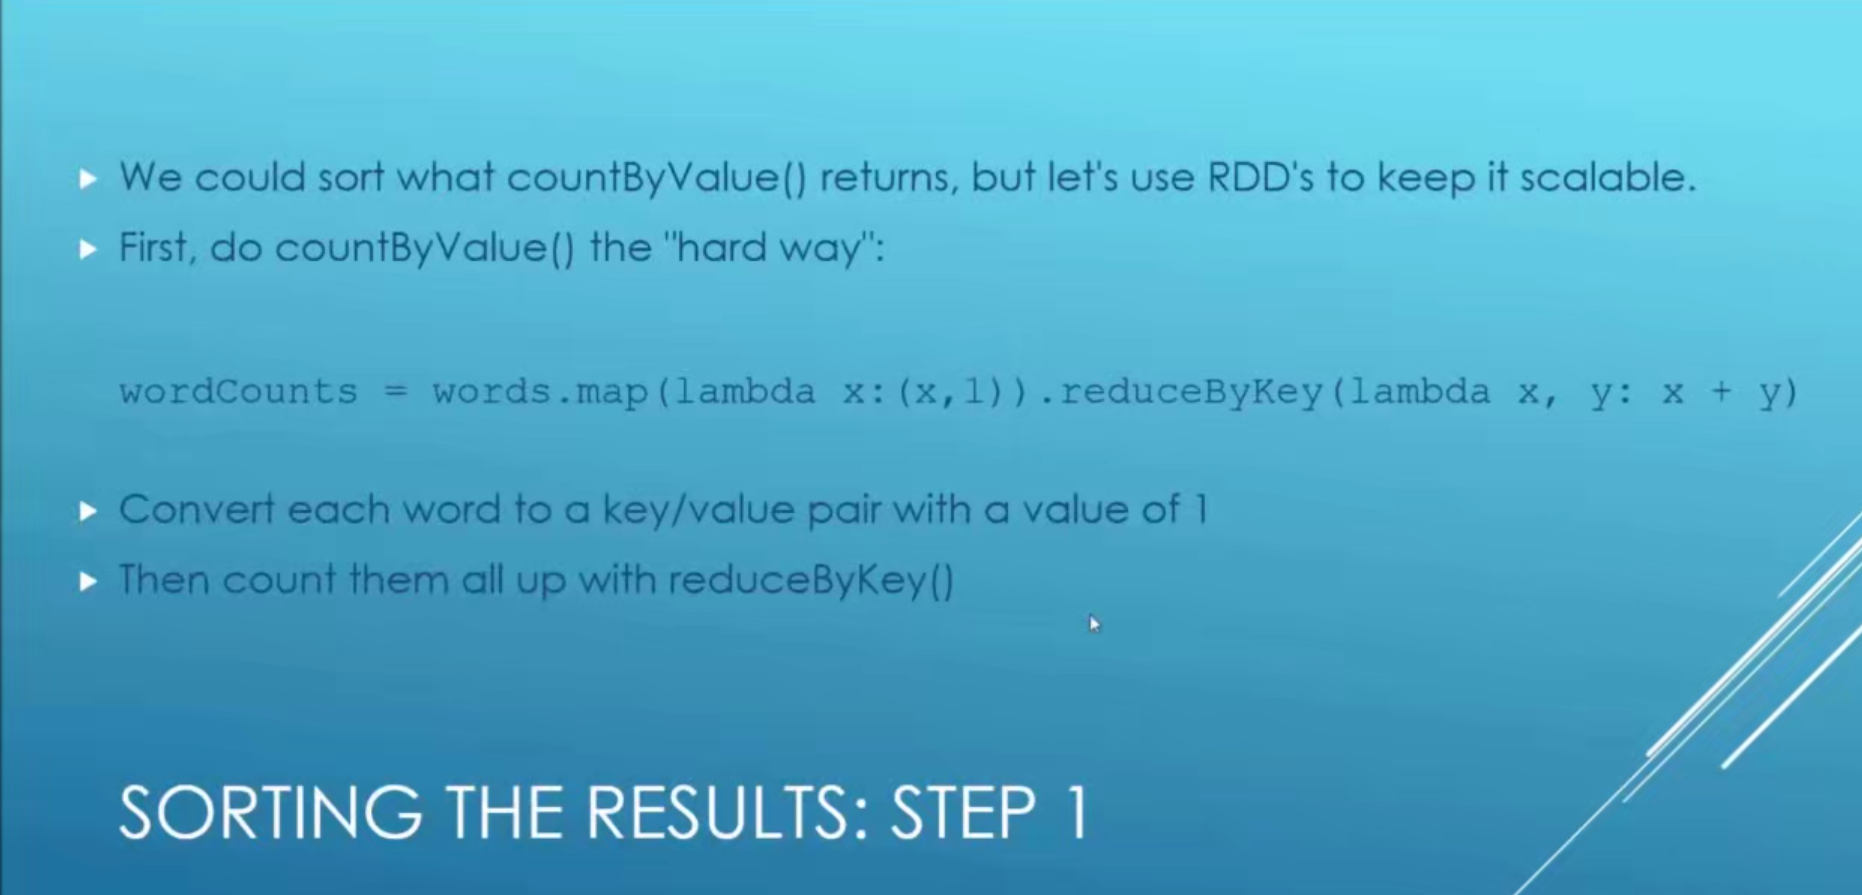 We could sort what countByValue() returns, but let's use RDD's to keep it scalable.
First, do countByValue() the "hard way":
wordCounts = words.map(lambda x:(x,1)).reduceByKey(lambda x, y: x + y)
Convert each word to a key/value pair with a value of 1
Then count them all up with reduceByKey()
SORTING THE RESULTS: STEP 1